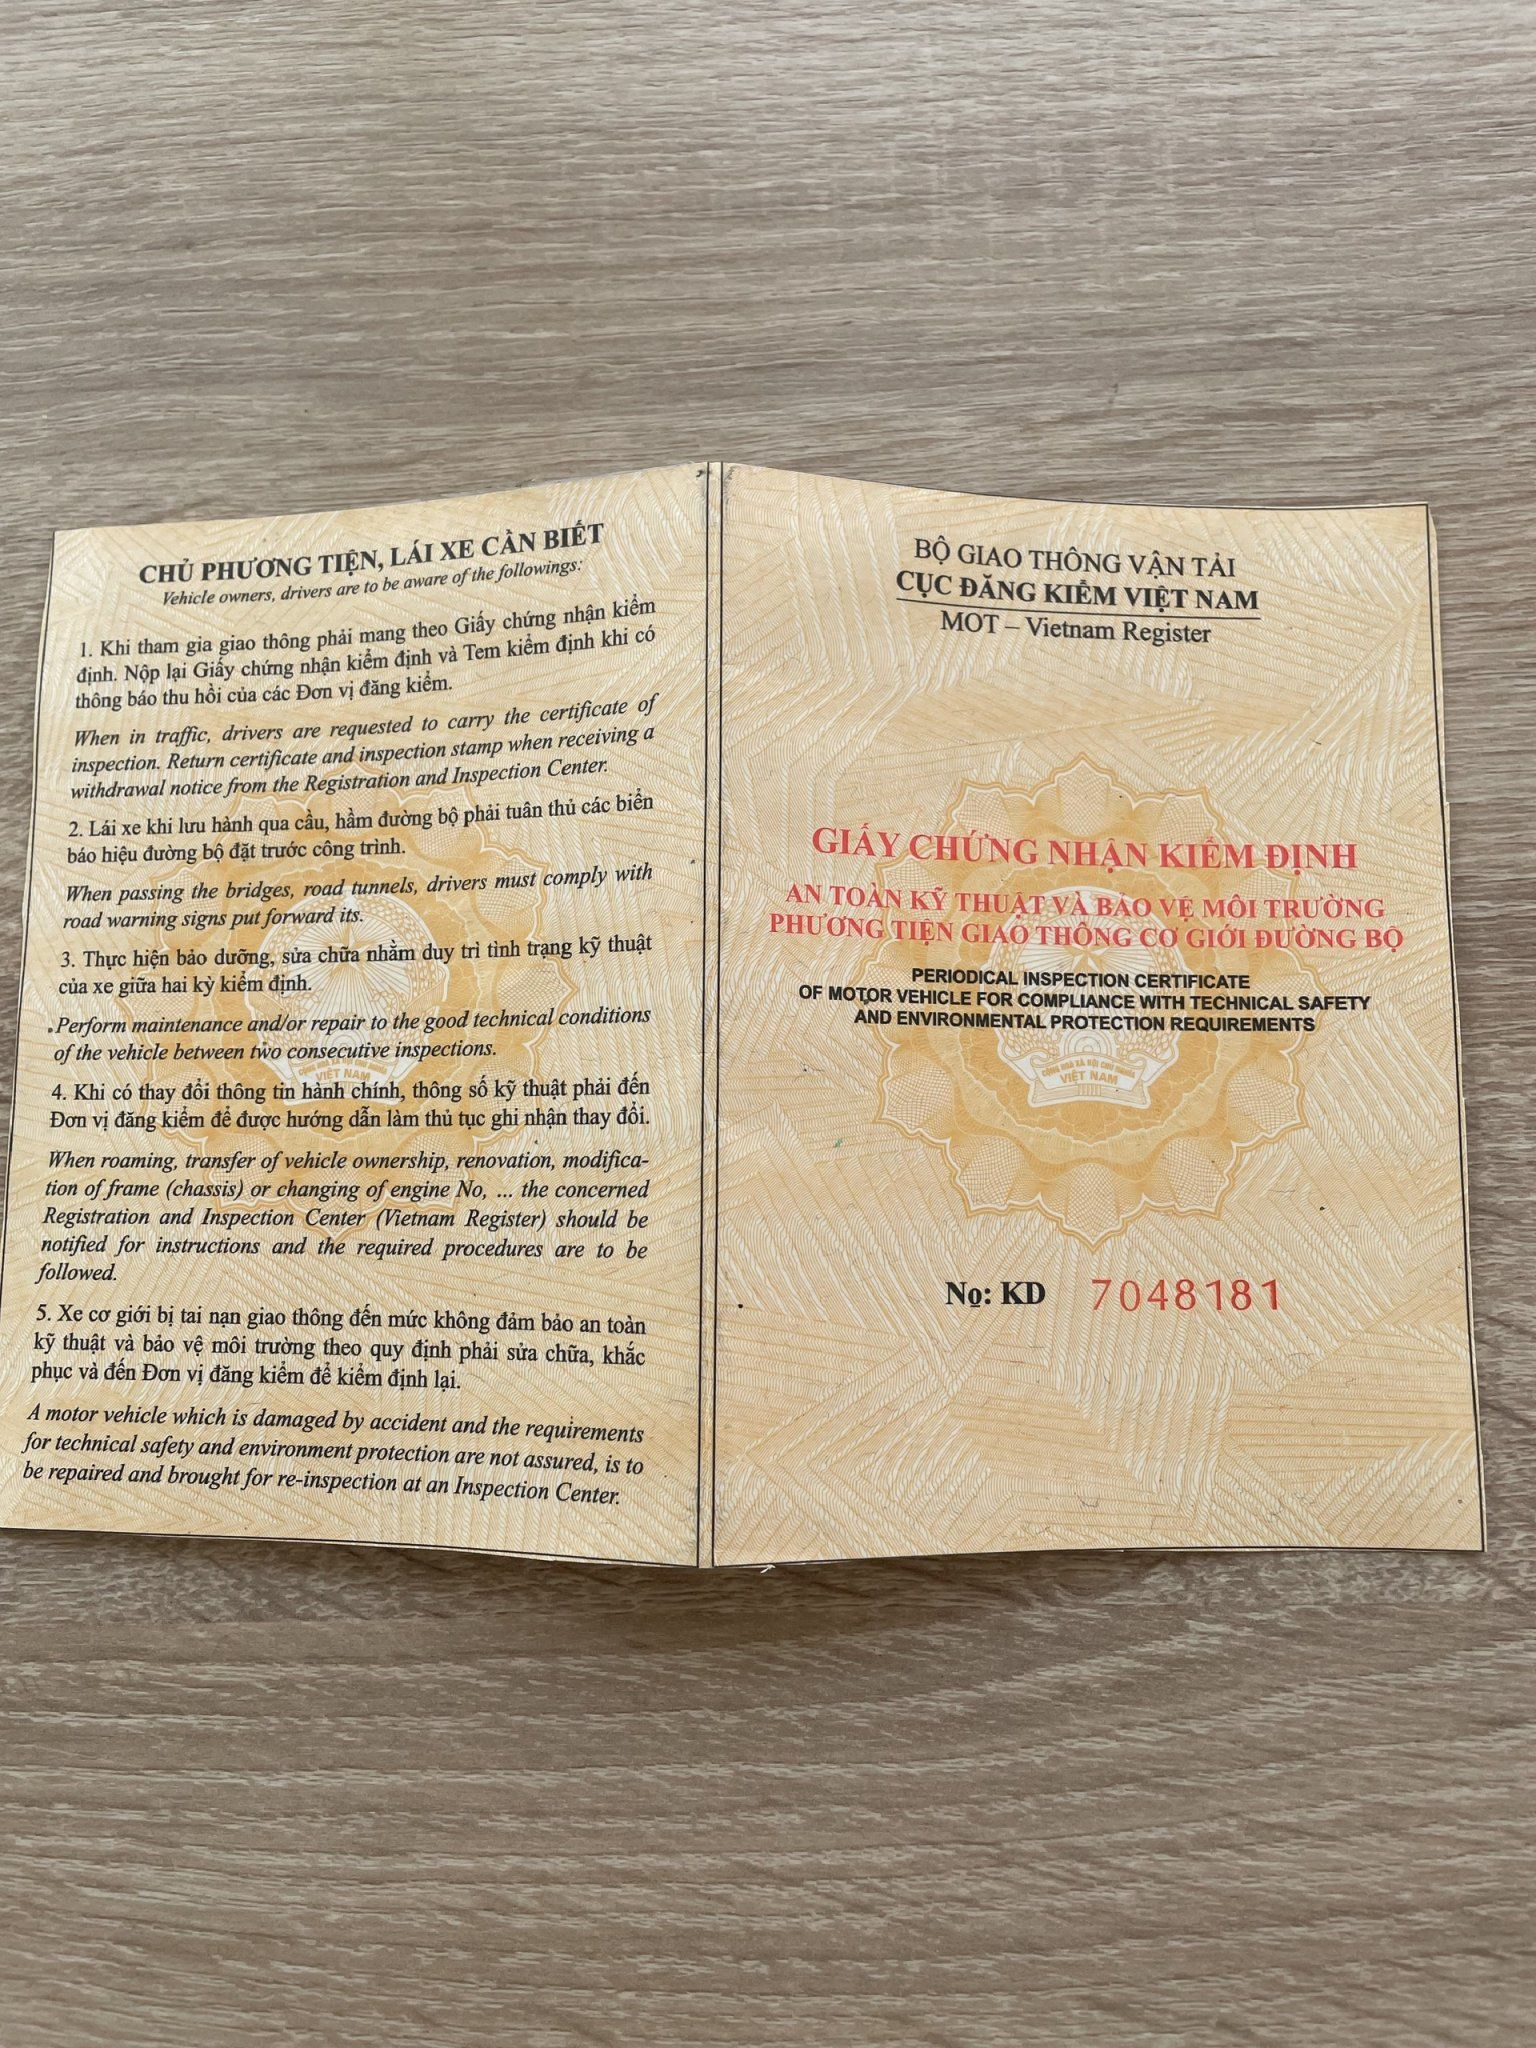 CHỦ PHƯƠNG TIỆN, LÁI XE CẦN BIẾT
Vehicle owners, drivers are to be aware of the followings:
1. Khi tham gia giao thông phải mang theo Giấy chứng nhận kiểm
định. Nộp lại Giấy chứng nhận kiểm định và Tem kiểm định khi có
thông báo thu hồi của các Đơn vị đăng kiểm.
When in traffic, drivers are requested to carry the certificate of
inspection. Return certificate and inspection stamp when receiving a
withdrawal notice from the Registration and Inspection Center.
2. Lái xe khi lưu hành qua cầu, hầm đường bộ phải tuân thủ các biển
báo hiệu đường bộ đặt trước công trình.
When passing the bridges, road tunnels, drivers must comply with
road warning signs put forward its.
3. Thực hiện bảo dưỡng, sửa chữa nhằm duy trì tình trạng kỹ thuật
của xe giữa hai kỳ kiểm định.
Perform maintenance and/or repair to the good technical conditions
of the vehicle between two consecutive inspections.
VIỆT NAM
4. Khi có thay đổi thông tin hành chính, thông số kỹ thuật phải đến
Đơn vị đăng kiểm để được hướng dẫn làm thủ tục ghi nhận thay đổi.
When roaming, transfer of vehicle ownership, renovation, modifica-
tion of frame (chassis) or changing of engine No, ... the concerned
Registration and Inspection Center (Vietnam Register) should be
notified for instructions and the required procedures are to be
followed.
5. Xe cơ giới bị tai nạn giao thông đến mức không đảm bảo an toàn
kỹ thuật và bảo vệ môi trường theo quy định phải sửa chữa, khắc
phục và đến Đơn vị đăng kiểm để kiểm định lại.
A motor vehicle which is damaged by accident and the requirements
for technical safety and environment protection are not assured, is to
be repaired and brought for re-inspection at an Inspection Center.
BỘ GIAO THÔNG VẬN TẢI
CỤC ĐĂNG KIỂM VIỆT NAM
MOT – Vietnam Register
GIẤY CHỨNG NHẬN KIỂM ĐỊNH
AN TOÀN KỸ THUẬT VÀ BẢO VỆ MÔI TRƯỜNG
PHƯƠNG TIỆN GIAO THÔNG CƠ GIỚI ĐƯỜNG BỘ
PERIODICAL INSPECTION CERTIFICATE
OF MOTOR VEHICLE FOR COMPLIANCE WITH TECHNICAL SAFETY
AND ENVIRONMENTAL PROTECTION REQUIREMENTS
CỘNG HÒA XÃ HỘI CHỦ NGHĨA
VIỆT NAM
No: KD 7048181